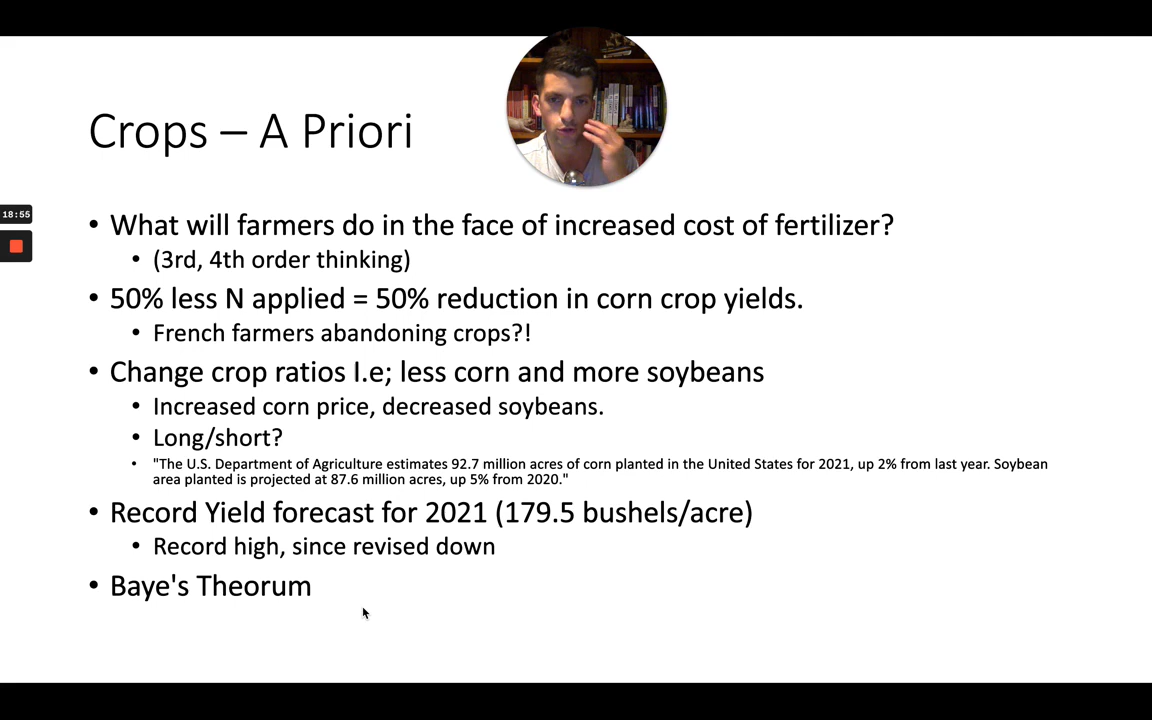 Crops – A Priori
18:55
• What will farmers do in the face of increased cost of fertilizer?
• (3rd, 4th order thinking)
• 50% less N applied = 50% reduction in corn crop yields.
• French farmers abandoning crops?!
• Change crop ratios I.e; less corn and more soybeans
• Increased corn price, decreased soybeans.
• Long/short?
• "The U.S. Department of Agriculture estimates 92.7 million acres of corn planted in the United States for 2021, up 2% from last year. Soybean
area planted is projected at 87.6 million acres, up 5% from 2020."
• Record Yield forecast for 2021 (179.5 bushels/acre)
• Record high, since revised down
• Baye's Theorum